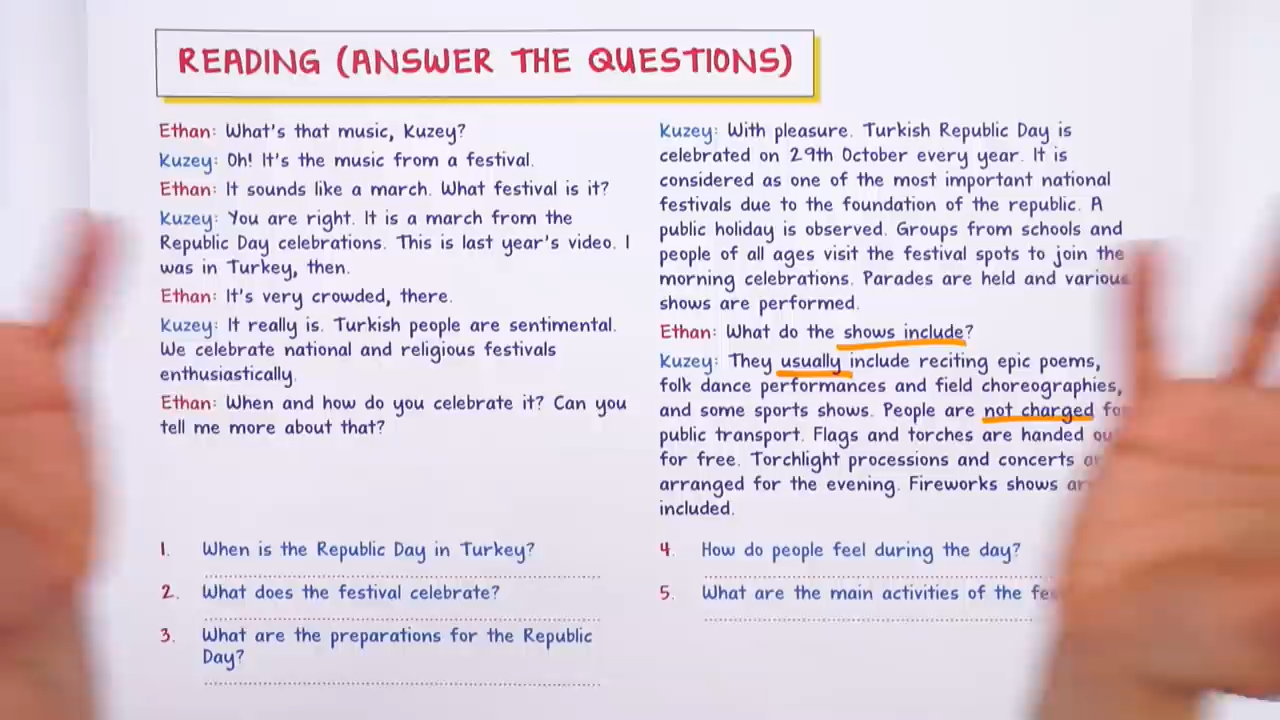 READING (ANSWER THE QUESTIONS)
Ethan: What's that music, Kuzey?
Kuzey: Oh! It's the music from a festival.
Ethan: It sounds like a march. What festival is it?
Kuzey: You are right. It is a march from the
Republic Day celebrations. This is last year's video. I
was in Turkey, then.
Ethan: It's very crowded, there.
Kuzey: It really is. Turkish people are sentimental.
We celebrate national and religious festivals
enthusiastically.
Ethan: When and how do you celebrate it? Can you
tell me more about that?
Kuzey: With pleasure. Turkish Republic Day is
celebrated on 29th October every year. It is
considered as one of the most important national
festivals due to the foundation of the republic. A
public holiday is observed. Groups from schools and
people of all ages visit the festival spots to join the
morning celebrations. Parades are held and various
shows are performed.
Ethan: What do the shows include?
Kuzey: They usually include reciting epic poems,
folk dance performances and field choreographies,
and some sports shows. People are not charged
public transport. Flags and torches are handed
for free. Torchlight processions and concerts
arranged for the evening. Fireworks shows
included.
1. When is the Republic Day in Turkey?
2. What does the festival celebrate?
3. What are the preparations for the Republic
Day?
4. How do people feel during the day?
5. What are the main activities of the